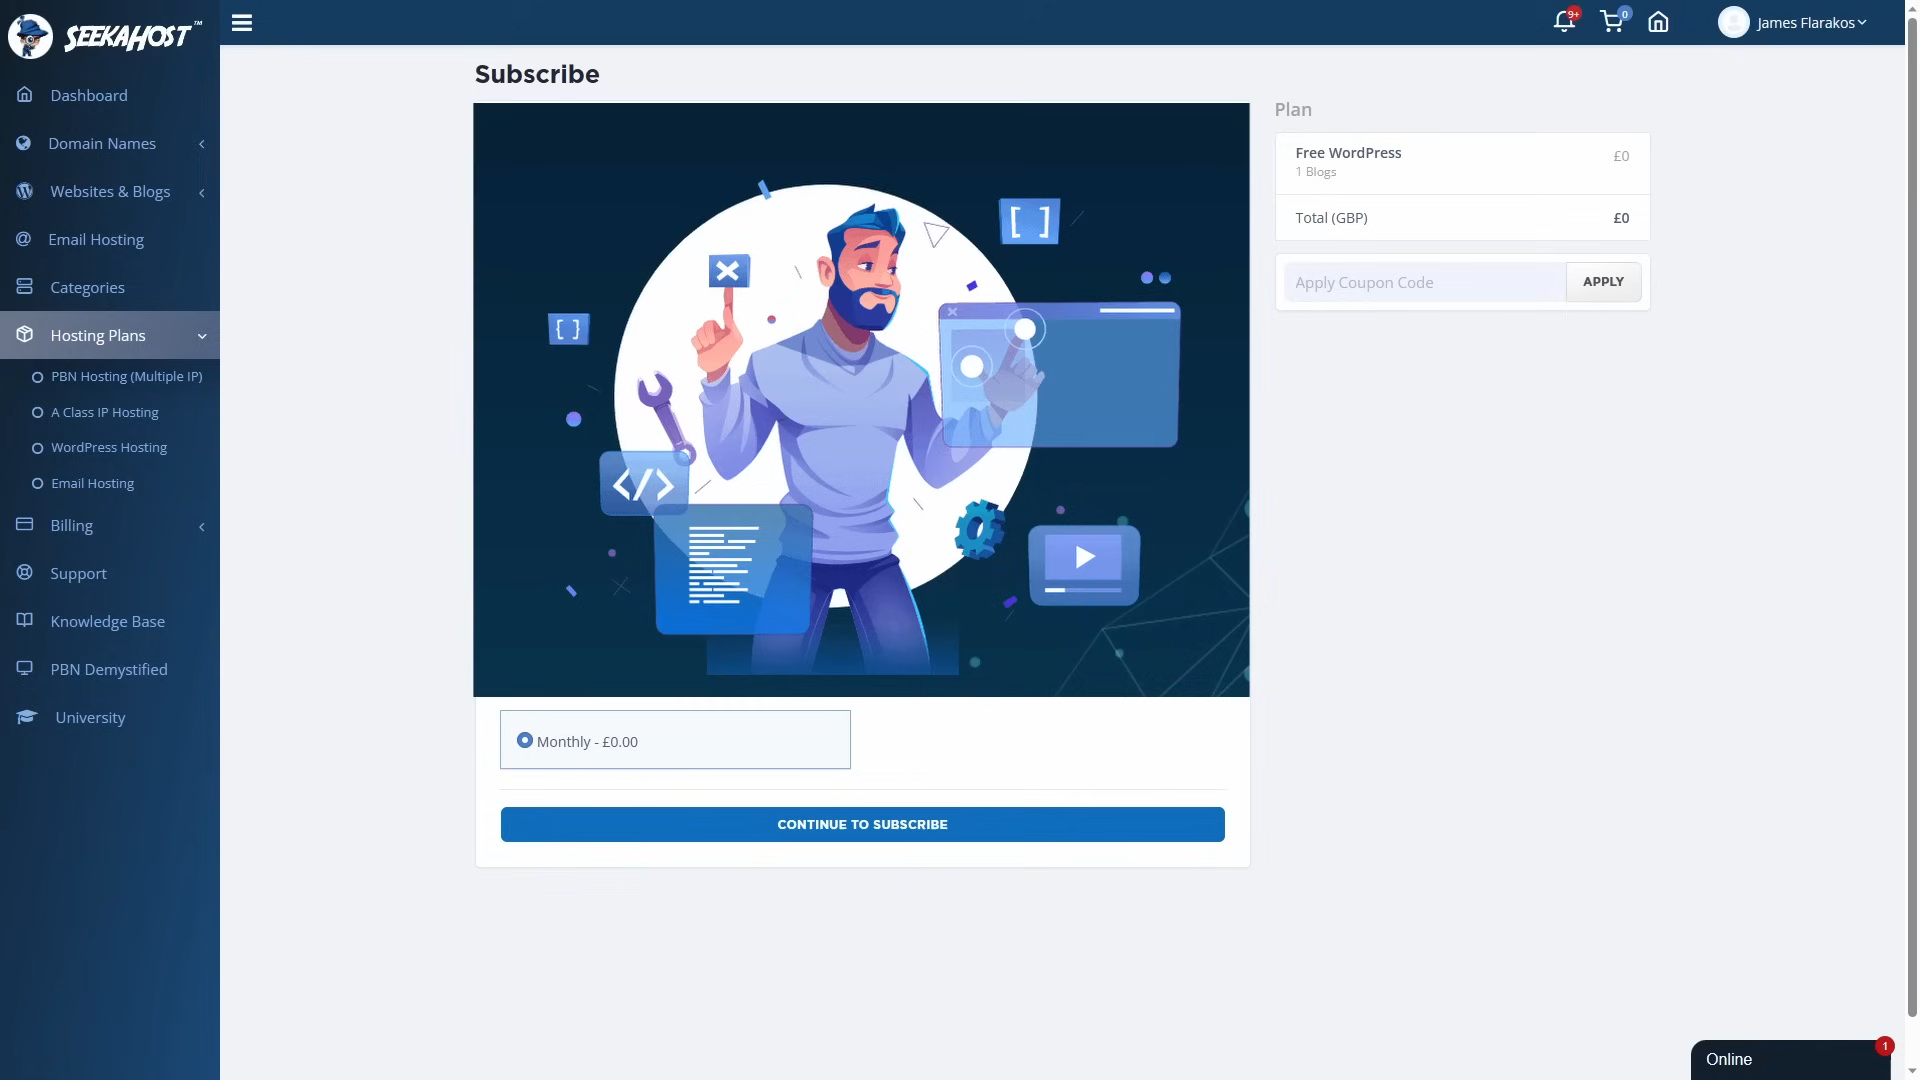 SEEKAHOST™
9+
0
James Flarakos
Dashboard
Domain Names
Websites & Blogs
Email Hosting
Categories
Hosting Plans
PBN Hosting (Multiple IP)
A Class IP Hosting
WordPress Hosting
Email Hosting
Billing
Support
Knowledge Base
PBN Demystified
University
Subscribe
[ ]
{ }
</>
Monthly - £0.00
CONTINUE TO SUBSCRIBE
Plan
Free WordPress £0
1 Blogs
Total (GBP) £0
Apply Coupon Code APPLY
Online
1